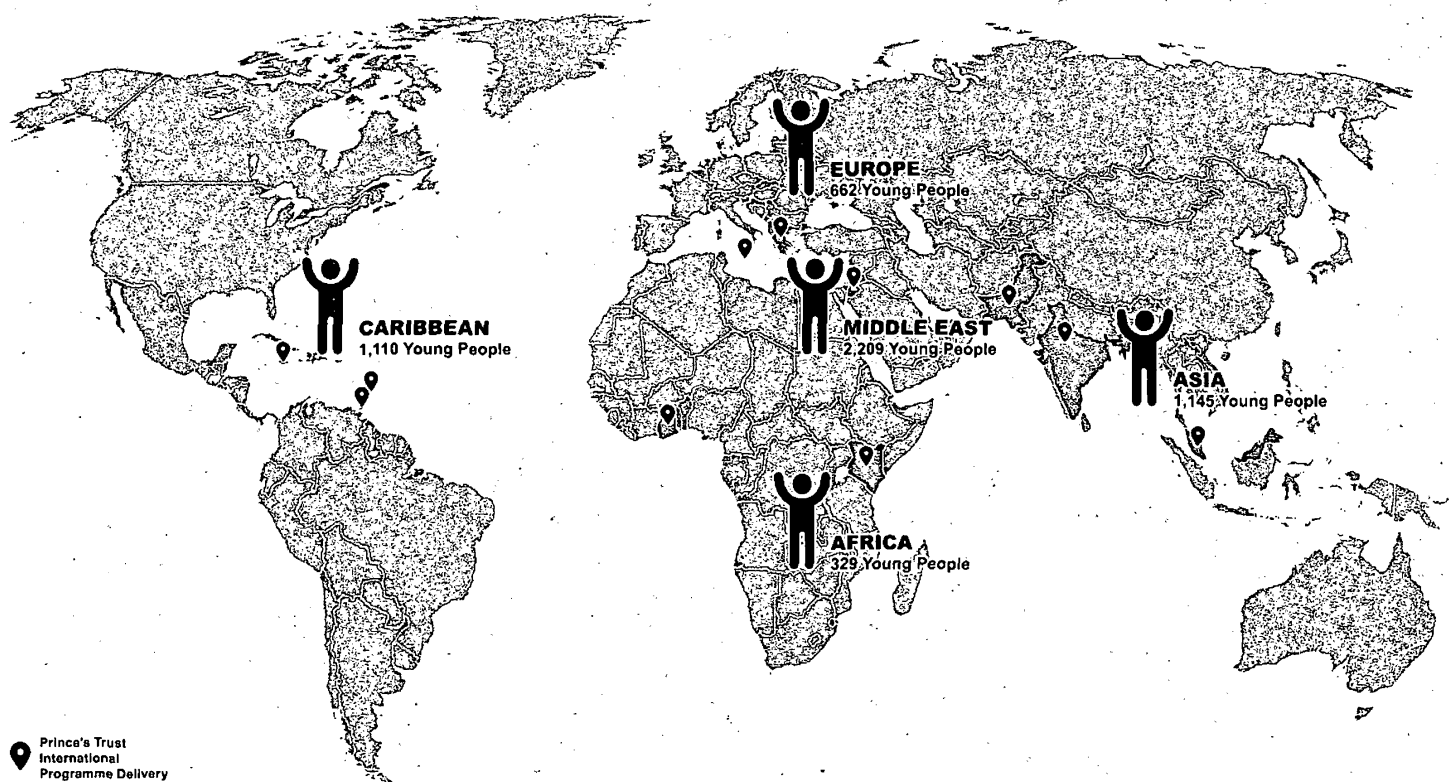 EUROPE
662 Young People
CARIBBEAN
1,110 Young People
MIDDLE EAST
2,209 Young People
ASIA
1,145 Young People
AFRICA
329 Young People
Prince's Trust
International
Programme Delivery